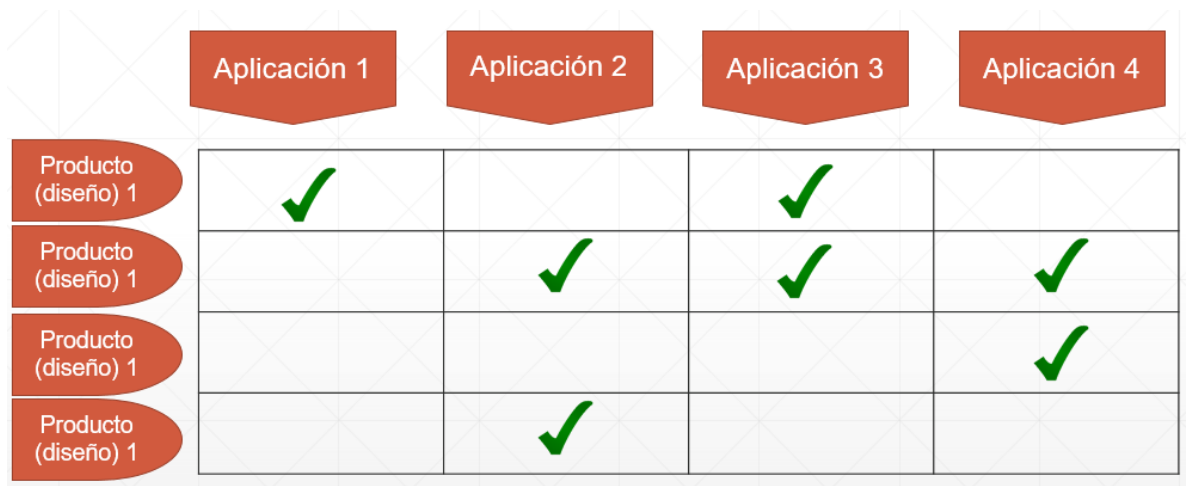 Aplicación 1
Aplicación 2
Aplicación 3
Aplicación 4
Producto
(diseño) 1
Producto
(diseño) 1
Producto
(diseño) 1
Producto
(diseño) 1